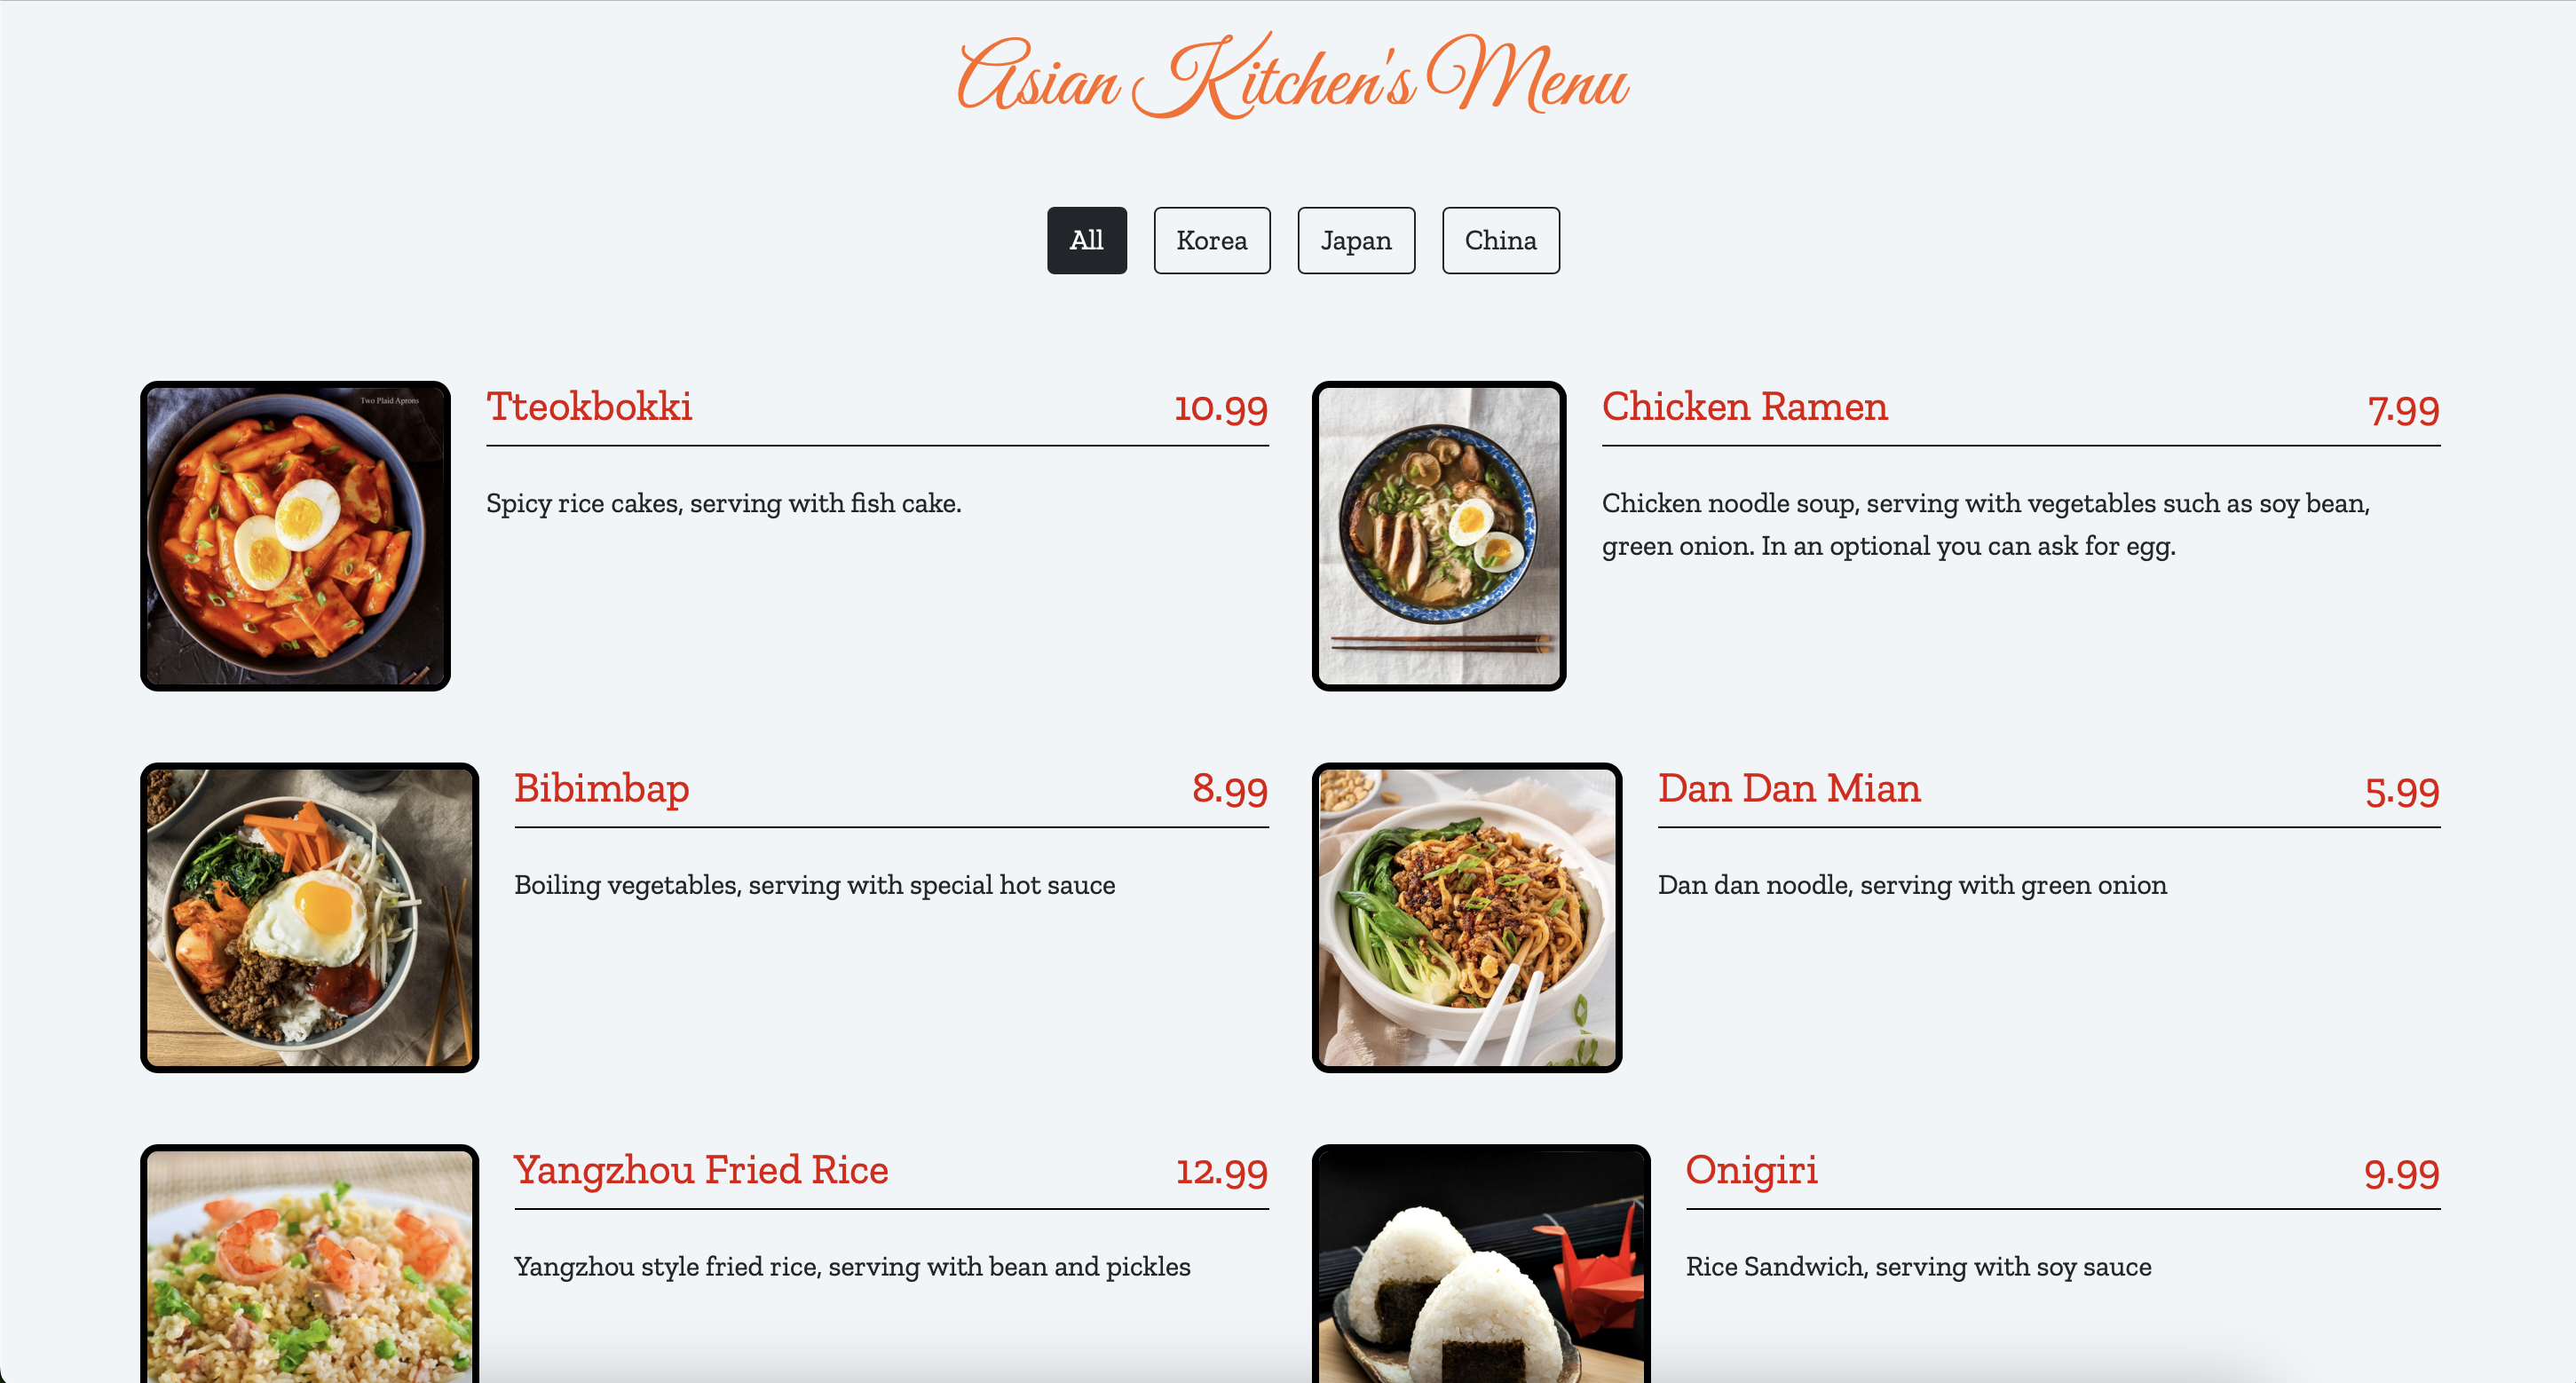 Asian Kitchen's Menu
All
Korea
Japan
China
Two Plaid Aprons
Tteokbokki
10.99
Spicy rice cakes, serving with fish cake.
Chicken Ramen
7.99
Chicken noodle soup, serving with vegetables such as soy bean,
green onion. In an optional you can ask for egg.
Bibimbap
8.99
Boiling vegetables, serving with special hot sauce
Dan Dan Mian
5.99
Dan dan noodle, serving with green onion
Yangzhou Fried Rice
12.99
Yangzhou style fried rice, serving with bean and pickles
Onigiri
9.99
Rice Sandwich, serving with soy sauce